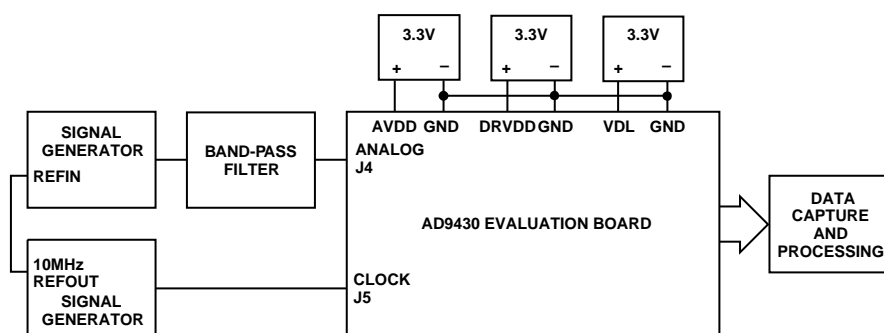 3.3V
+ −
3.3V
+ −
3.3V
+ −
AVDD GND DRVDD GND VDL GND
SIGNAL
GENERATOR
REFIN
BAND-PASS
FILTER
ANALOG
J4
AD9430 EVALUATION BOARD
DATA
CAPTURE
AND
PROCESSING
10MHz
REFOUT
SIGNAL
GENERATOR
CLOCK
J5